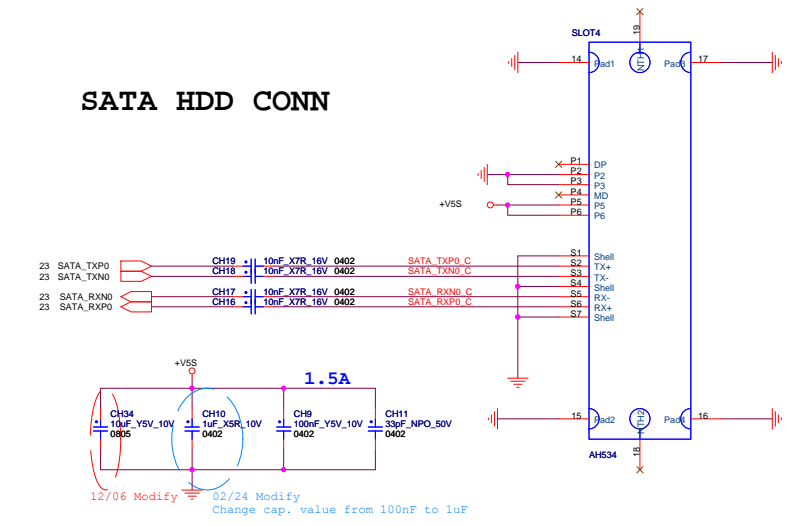 SLOT4
19
14 Pad1 NTH1 Pad3 17
SATA HDD CONN
P1 DP
P2 P2
P3 P3
P4 MD
+V5S P5 P5
P6 P6
S1 Shell
23 SATA_TXP0 CH19 10nF_X7R_16V 0402 SATA_TXP0_C S2 TX+
23 SATA_TXN0 CH18 10nF_X7R_16V 0402 SATA_TXN0_C S3 TX-
S4 Shell
23 SATA_RXN0 CH17 10nF_X7R_16V 0402 SATA_RXN0_C S5 RX-
23 SATA_RXP0 CH16 10nF_X7R_16V 0402 SATA_RXP0_C S6 RX+
S7 Shell
+V5S
1.5A
CH34 CH10 CH9 CH11
10uF_Y5V_10V 1uF_X5R_10V 100nF_Y5V_10V 33pF_NPO_50V
0805 0402 0402 0402
15 Pad2 NTH2 Pad4 16
18
AH534
12/06 Modify 02/24 Modify
Change cap. value from 100nF to 1uF